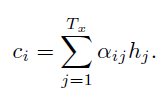 c_i = \sum_{j=1}^{T_x} \alpha_{ij} h_j.